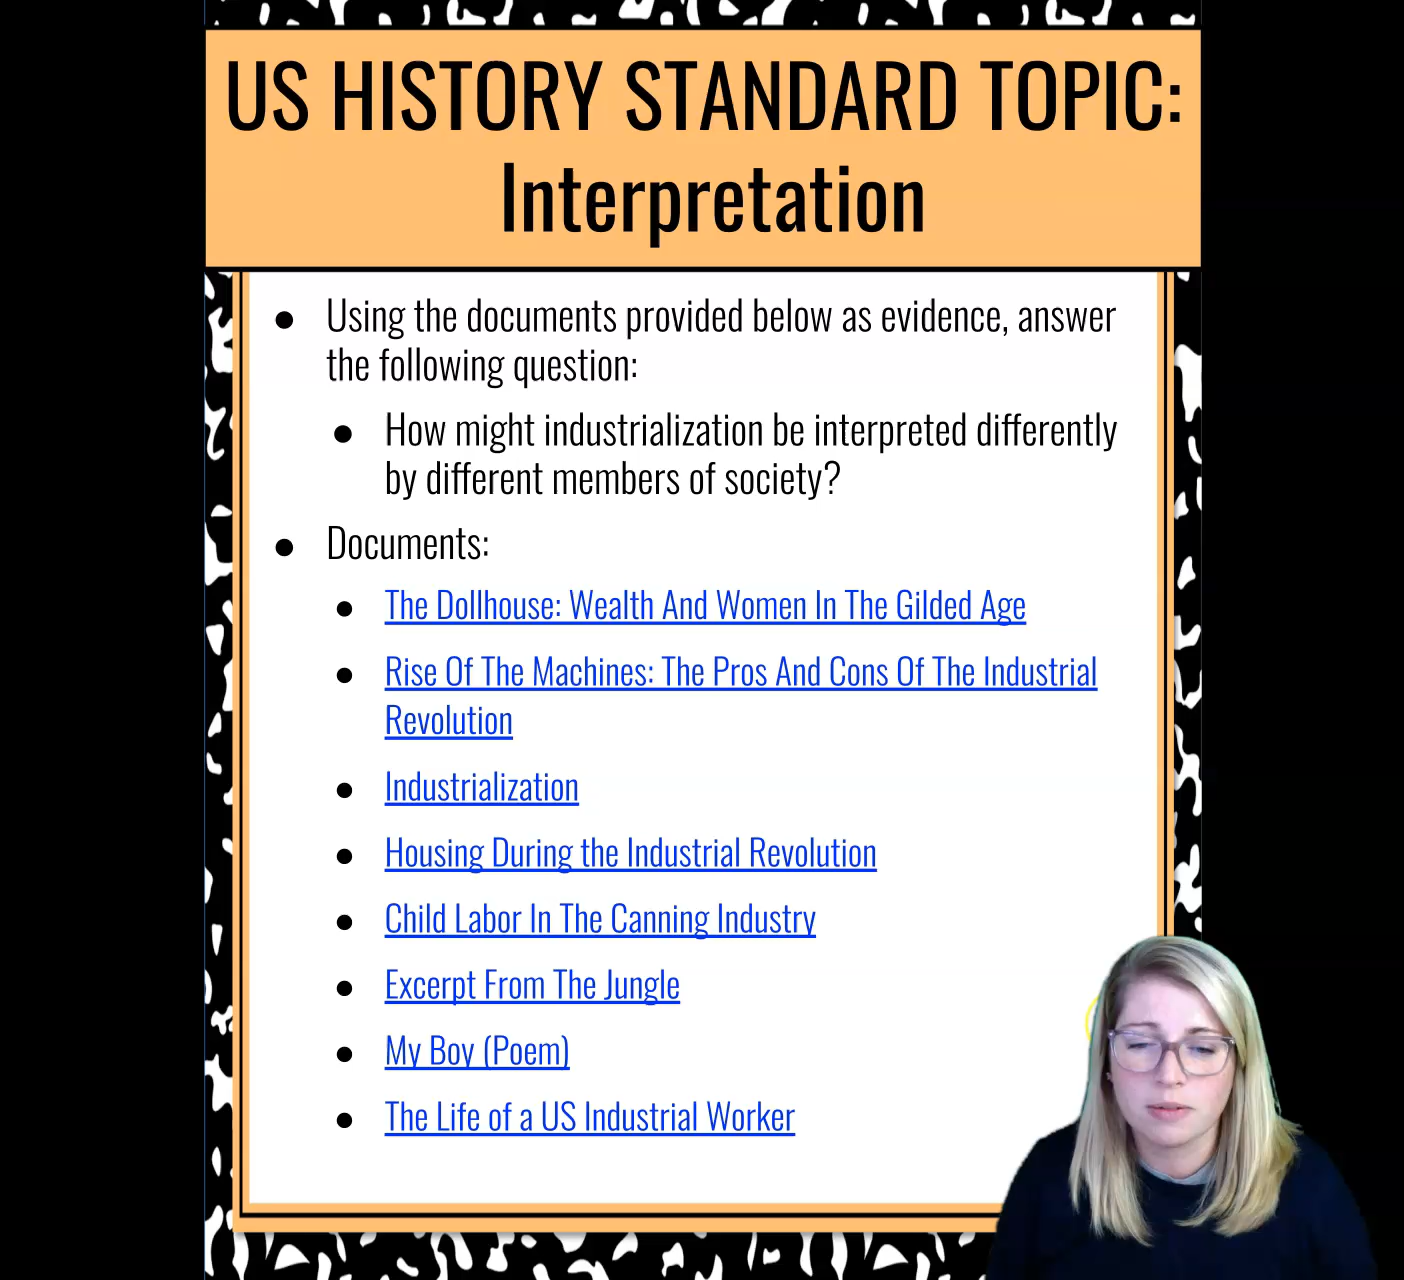 US HISTORY STANDARD TOPIC:
Interpretation
● Using the documents provided below as evidence, answer
the following question:
● How might industrialization be interpreted differently
by different members of society?
● Documents:
● The Dollhouse: Wealth And Women In The Gilded Age
● Rise Of The Machines: The Pros And Cons Of The Industrial
Revolution
● Industrialization
● Housing During the Industrial Revolution
● Child Labor In The Canning Industry
● Excerpt From The Jungle
● My Boy (Poem)
● The Life of a US Industrial Worker